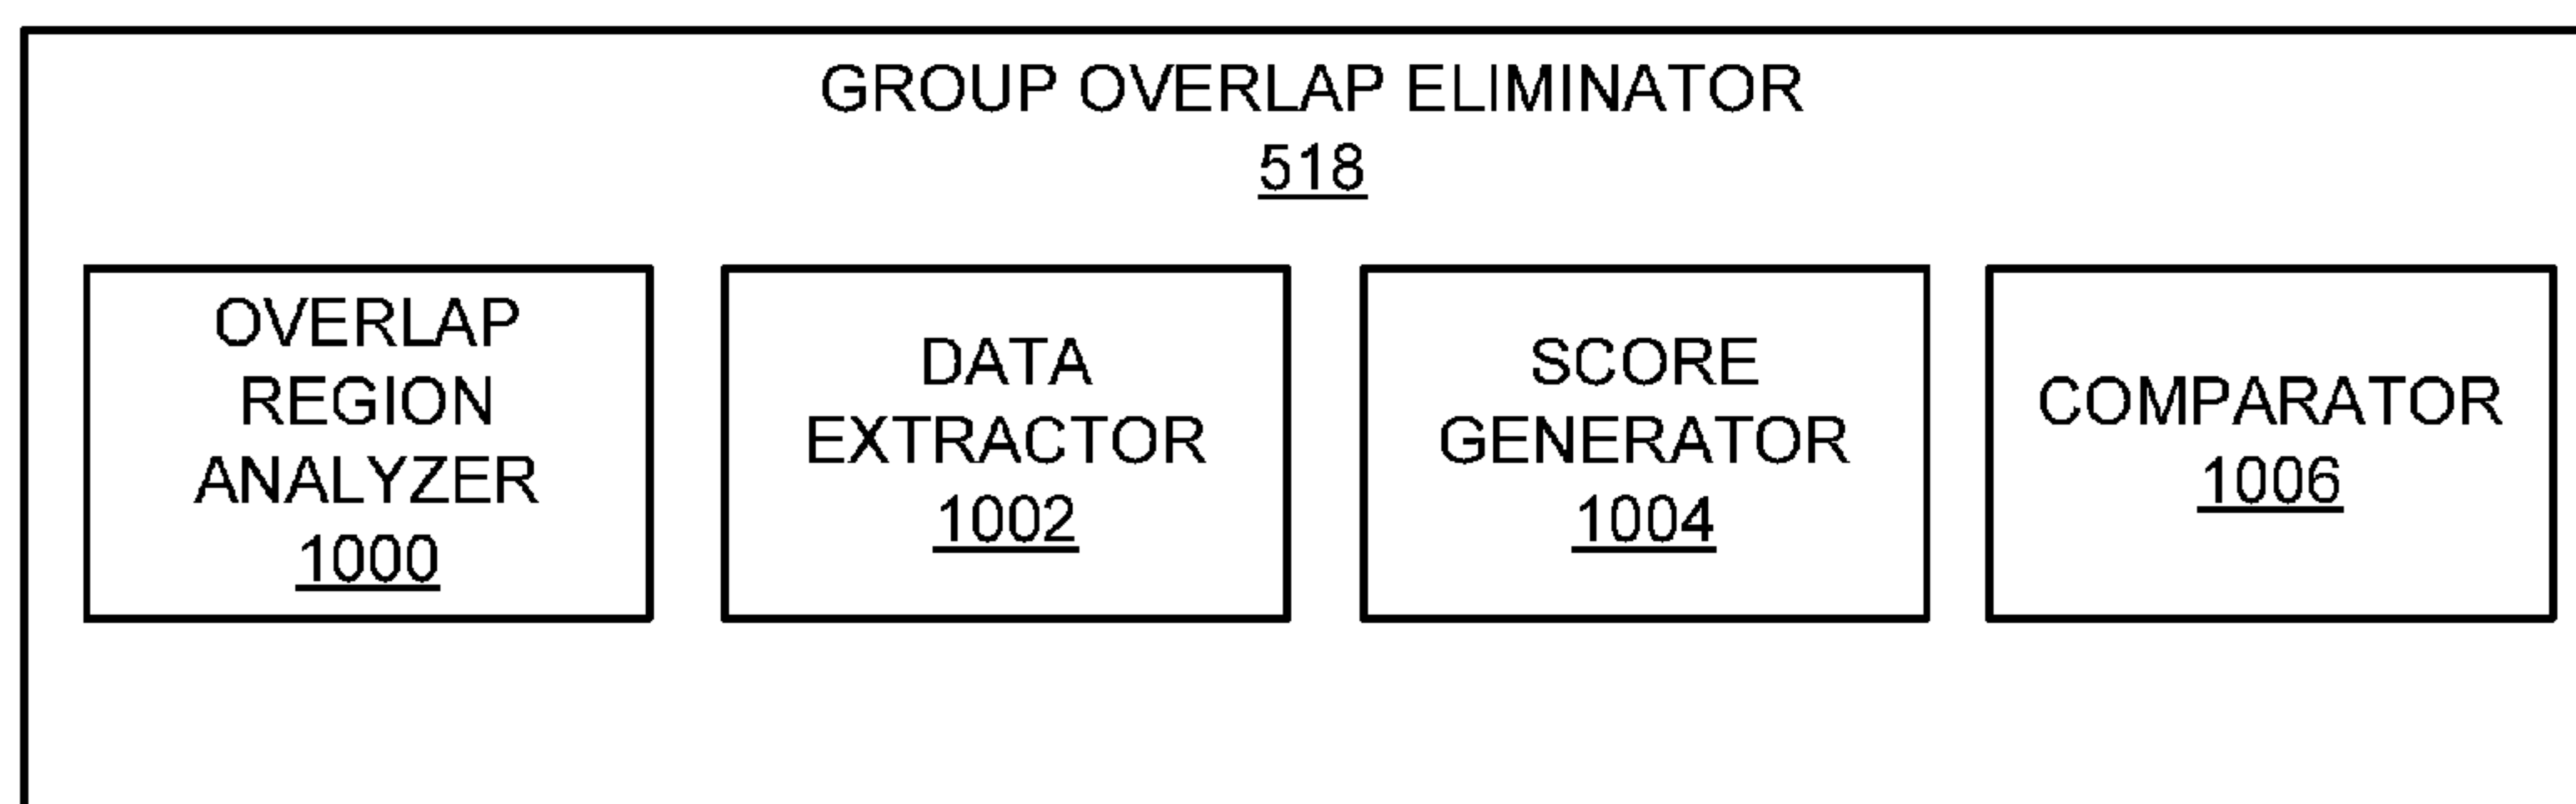 GROUP OVERLAP ELIMINATOR
518
OVERLAP
REGION
ANALYZER
1000
DATA
EXTRACTOR
1002
SCORE
GENERATOR
1004
COMPARATOR
1006